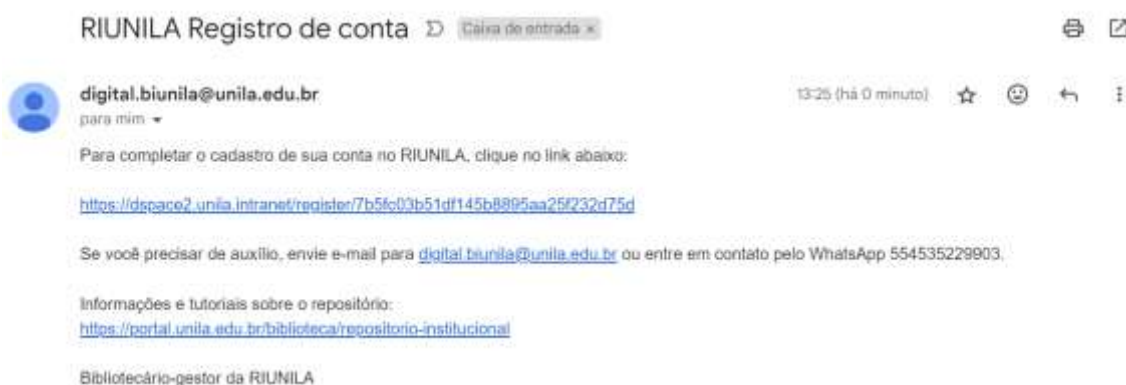 RIUNILA Registro de conta Caixa de entrada ×
digital.biunila@unila.edu.br 13:25 (há 0 minuto)
para mim
Para completar o cadastro de sua conta no RIUNILA, clique no link abaixo:
https://dspace2.unila.intranet/register/7b5fc03b51df145b8895aa25f232d75d
Se você precisar de auxílio, envie e-mail para digital.biunila@unila.edu.br ou entre em contato pelo WhatsApp 554535229903.
Informações e tutoriais sobre o repositório:
https://portal.unila.edu.br/biblioteca/repositorio-institucional
Bibliotecário-gestor da RIUNILA